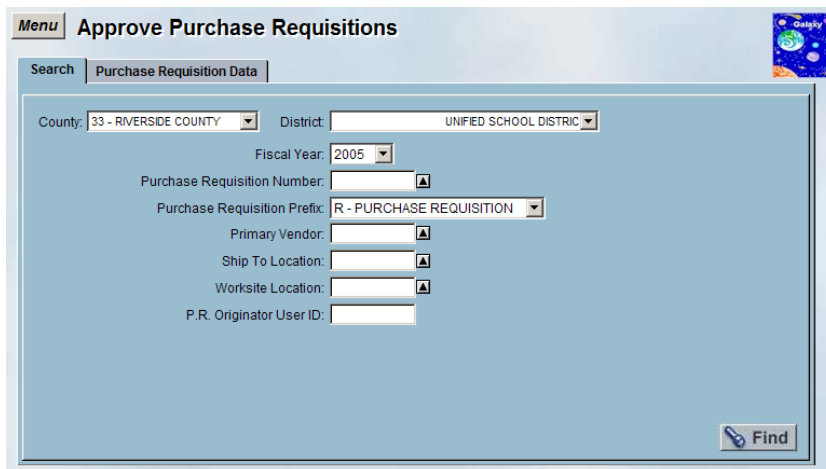 Menu Approve Purchase Requisitions
Galaxy
Search Purchase Requisition Data
County: 33 - RIVERSIDE COUNTY District: UNIFIED SCHOOL DISTRIC
Fiscal Year: 2005
Purchase Requisition Number:
Purchase Requisition Prefix: R - PURCHASE REQUISITION
Primary Vendor:
Ship To Location:
Worksite Location:
P.R. Originator User ID:
Find